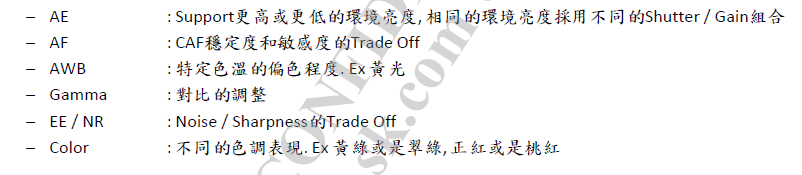 – AE : Support更高或更低的環境亮度, 相同的環境亮度採用不同的Shutter / Gain組合
– AF : CAF穩定度和敏感度的Trade Off
– AWB : 特定色溫的偏色程度. Ex 黃光
– Gamma : 對比的調整
– EE / NR : Noise / Sharpness的Trade Off
– Color : 不同的色調表現. Ex 黃綠或是翠綠, 正紅或是桃紅